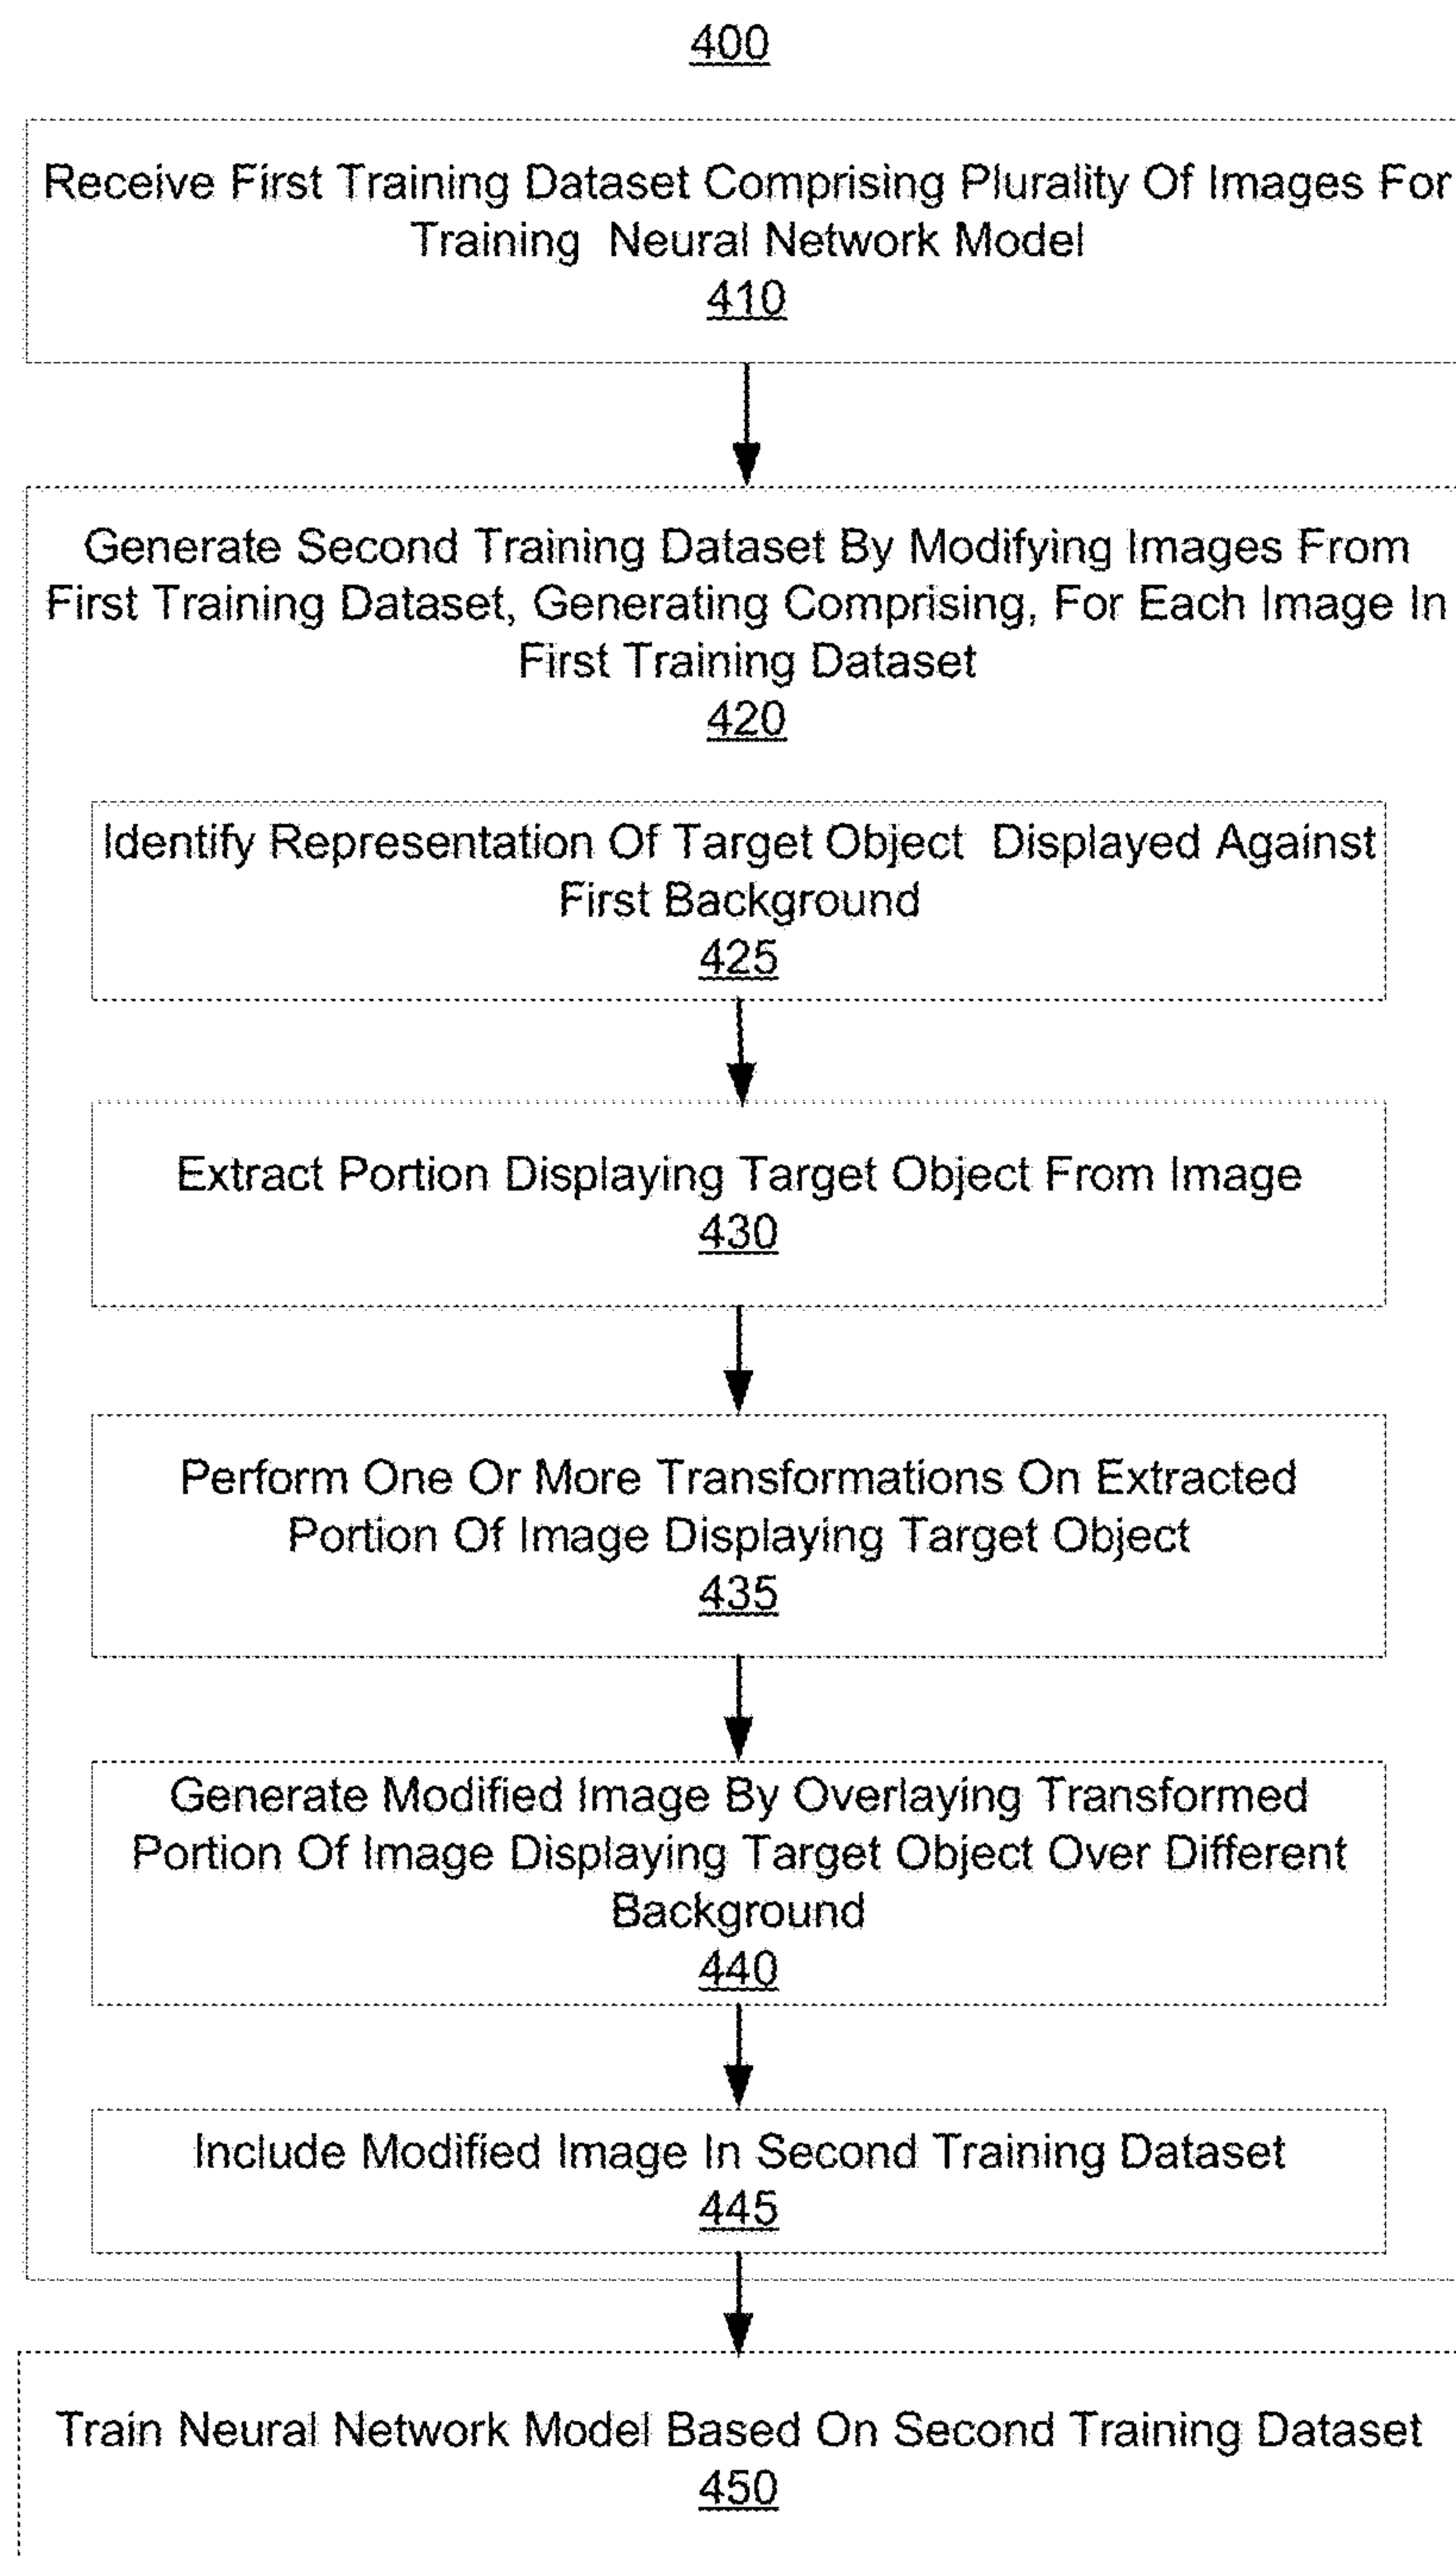 400
Receive First Training Dataset Comprising Plurality Of Images For
Training Neural Network Model
410
Generate Second Training Dataset By Modifying Images From
First Training Dataset, Generating Comprising, For Each Image In
First Training Dataset
420
Identify Representation Of Target Object Displayed Against
First Background
425
Extract Portion Displaying Target Object From Image
430
Perform One Or More Transformations On Extracted
Portion Of Image Displaying Target Object
435
Generate Modified Image By Overlaying Transformed
Portion Of Image Displaying Target Object Over Different
Background
440
Include Modified Image In Second Training Dataset
445
Train Neural Network Model Based On Second Training Dataset
450